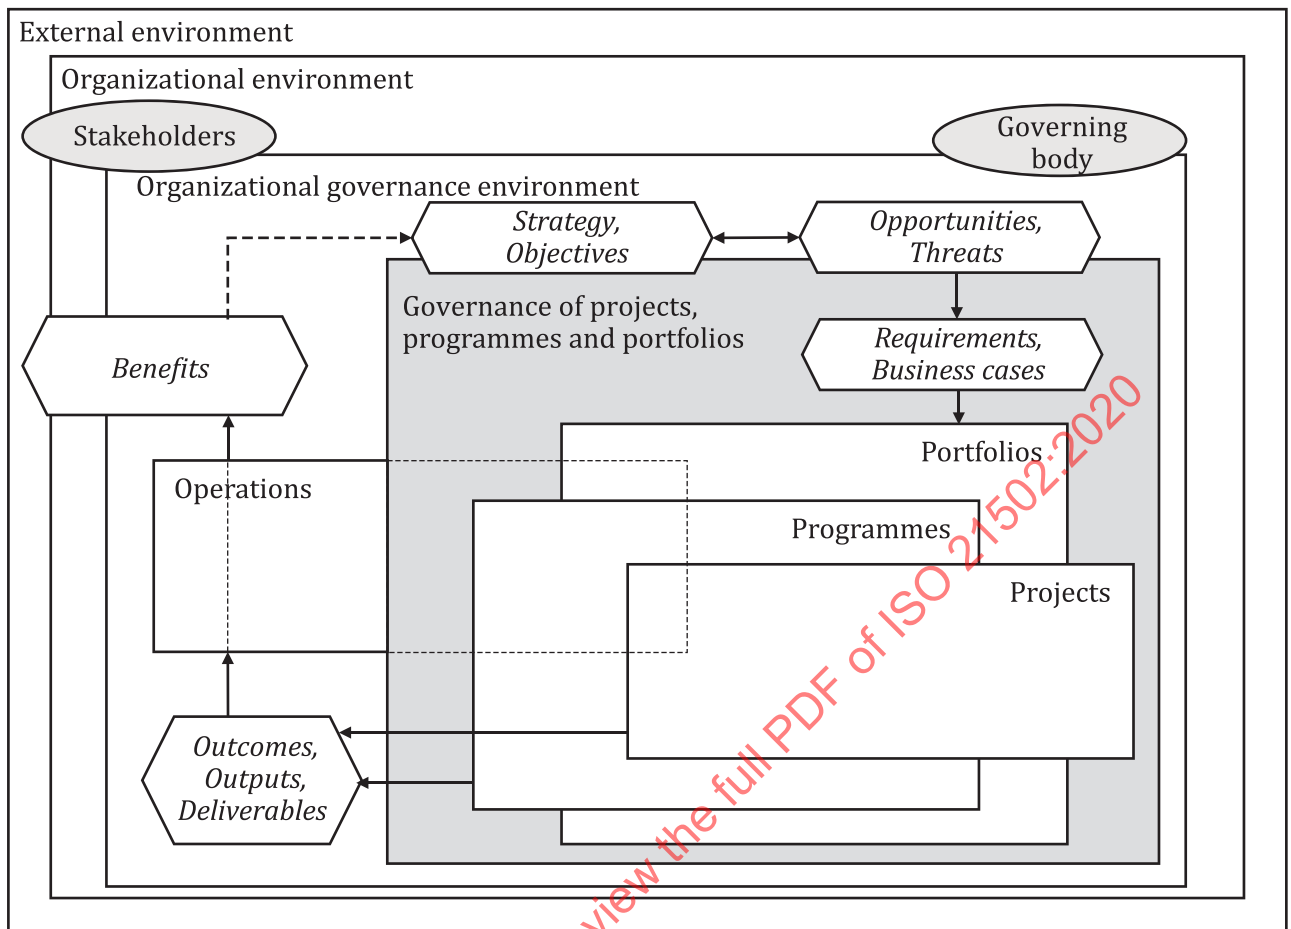 External environment
Organizational environment
Stakeholders
Governing
body
Organizational governance environment
Strategy,
Objectives
Opportunities,
Threats
Governance of projects,
programmes and portfolios
Requirements,
Business cases
Benefits
Portfolios
Operations
Programmes
Projects
Outcomes,
Outputs,
Deliverables
view the full PDF of ISO 21502:2020